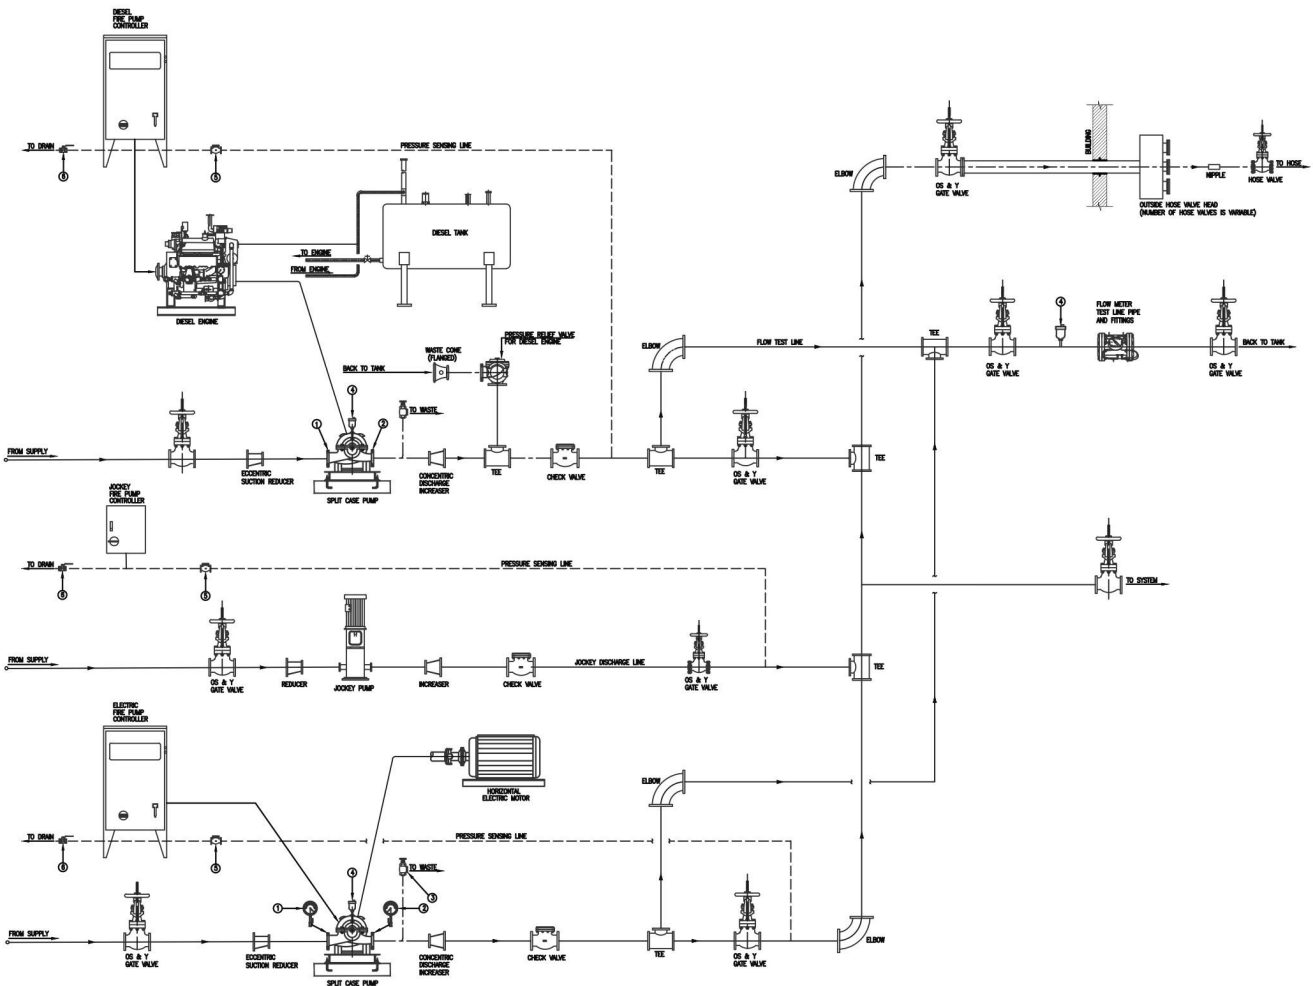 DIESEL
FIRE PUMP
CONTROLLER
TO DRAIN
6
5
PRESSURE SENSING LINE
DIESEL TANK
TO ENGINE
FROM ENGINE
DIESEL ENGINE
ELBOW
OS & Y
GATE VALVE
BUILDING
OUTSIDE HOSE VALVE HEAD
(NUMBER OF HOSE VALVES IS VARIABLE)
NIPPLE
TO HOSE
HOSE VALVE
PRESSURE RELIEF VALVE
FOR DIESEL ENGINE
WASTE CONE
(FLANGED)
BACK TO TANK
ELBOW
FLOW TEST LINE
TEE
OS & Y
GATE VALVE
4
FLOW METER
TEST LINE PIPE
AND FITTINGS
OS & Y
GATE VALVE
BACK TO TANK
FROM SUPPLY
ECCENTRIC
SUCTION REDUCER
1
4
2
SPLIT CASE PUMP
TO WASTE
CONCENTRIC
DISCHARGE
INCREASER
TEE
CHECK VALVE
TEE
OS & Y
GATE VALVE
TEE
JOCKEY
FIRE PUMP
CONTROLLER
TO DRAIN
6
5
PRESSURE SENSING LINE
TO SYSTEM
FROM SUPPLY
OS & Y
GATE VALVE
REDUCER
JOCKEY PUMP
INCREASER
CHECK VALVE
JOCKEY DISCHARGE LINE
OS & Y
GATE VALVE
TEE
ELECTRIC
FIRE PUMP
CONTROLLER
HORIZONTAL
ELECTRIC MOTOR
ELBOW
TO DRAIN
6
5
PRESSURE SENSING LINE
FROM SUPPLY
OS & Y
GATE VALVE
ECCENTRIC
SUCTION REDUCER
1
4
2
SPLIT CASE PUMP
TO WASTE
3
CONCENTRIC
DISCHARGE
INCREASER
CHECK VALVE
TEE
OS & Y
GATE VALVE
ELBOW